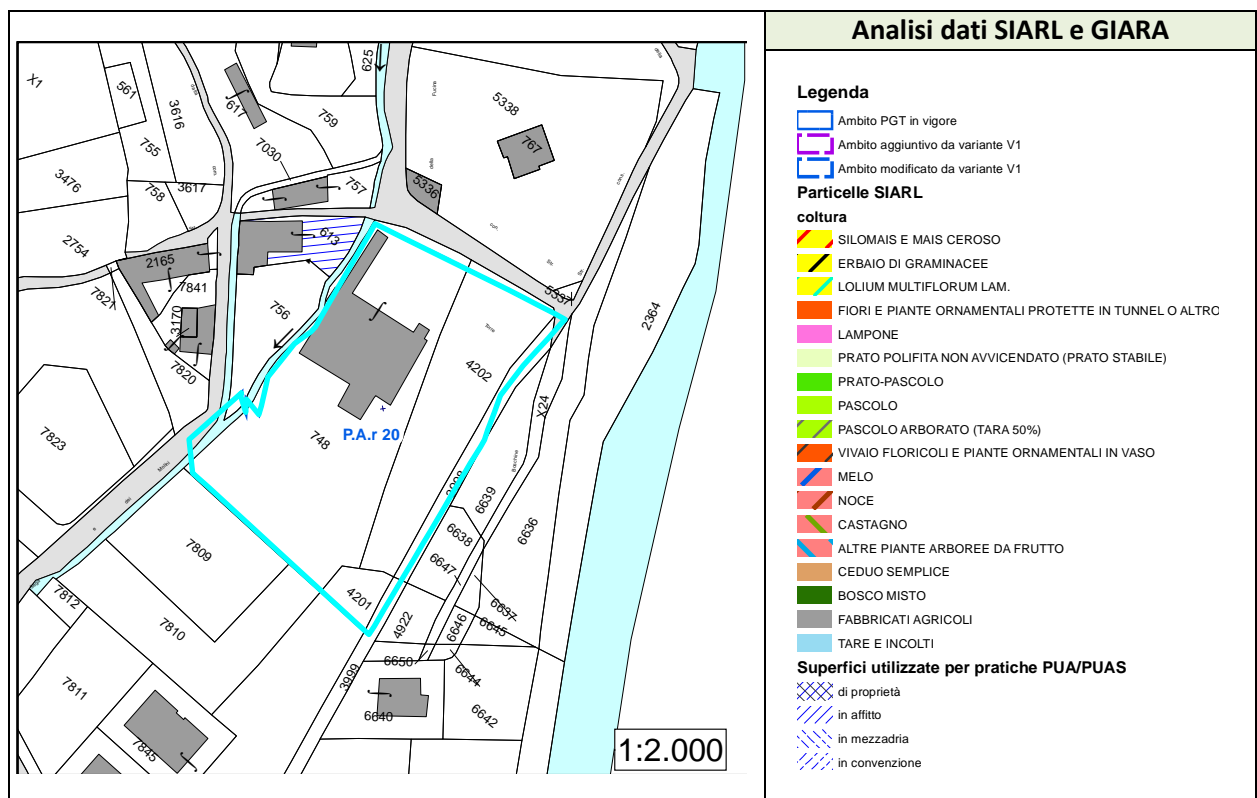 Analisi dati SIARL e GIARA
X1
561
3616
617
625
759
5338
767
755
7030
3476
758
3617
757
5336
2754
613
2165
7841
7821
756
3170
7820
5337
2364
4202
X24
748
P.A.r 20
7823
6639
6638
6636
7809
6647
4201
6637
7812
4922
6646
6645
7810
6650
3999
6644
7811
6640
6642
7845
1:2.000
Legenda
Ambito PGT in vigore
Ambito aggiuntivo da variante V1
Ambito modificato da variante V1
Particelle SIARL
coltura
SILOMAIS E MAIS CEROSO
ERBAIO DI GRAMINACEE
LOLIUM MULTIFLORUM LAM.
FIORI E PIANTE ORNAMENTALI PROTETTE IN TUNNEL O ALTRO
LAMPONE
PRATO POLIFITA NON AVVICENDATO (PRATO STABILE)
PRATO-PASCOLO
PASCOLO
PASCOLO ARBORATO (TARA 50%)
VIVAIO FLORICOLI E PIANTE ORNAMENTALI IN VASO
MELO
NOCE
CASTAGNO
ALTRE PIANTE ARBOREE DA FRUTTO
CEDUO SEMPLICE
BOSCO MISTO
FABBRICATI AGRICOLI
TARE E INCOLTI
Superfici utilizzate per pratiche PUA/PUAS
di proprietà
in affitto
in mezzadria
in convenzione